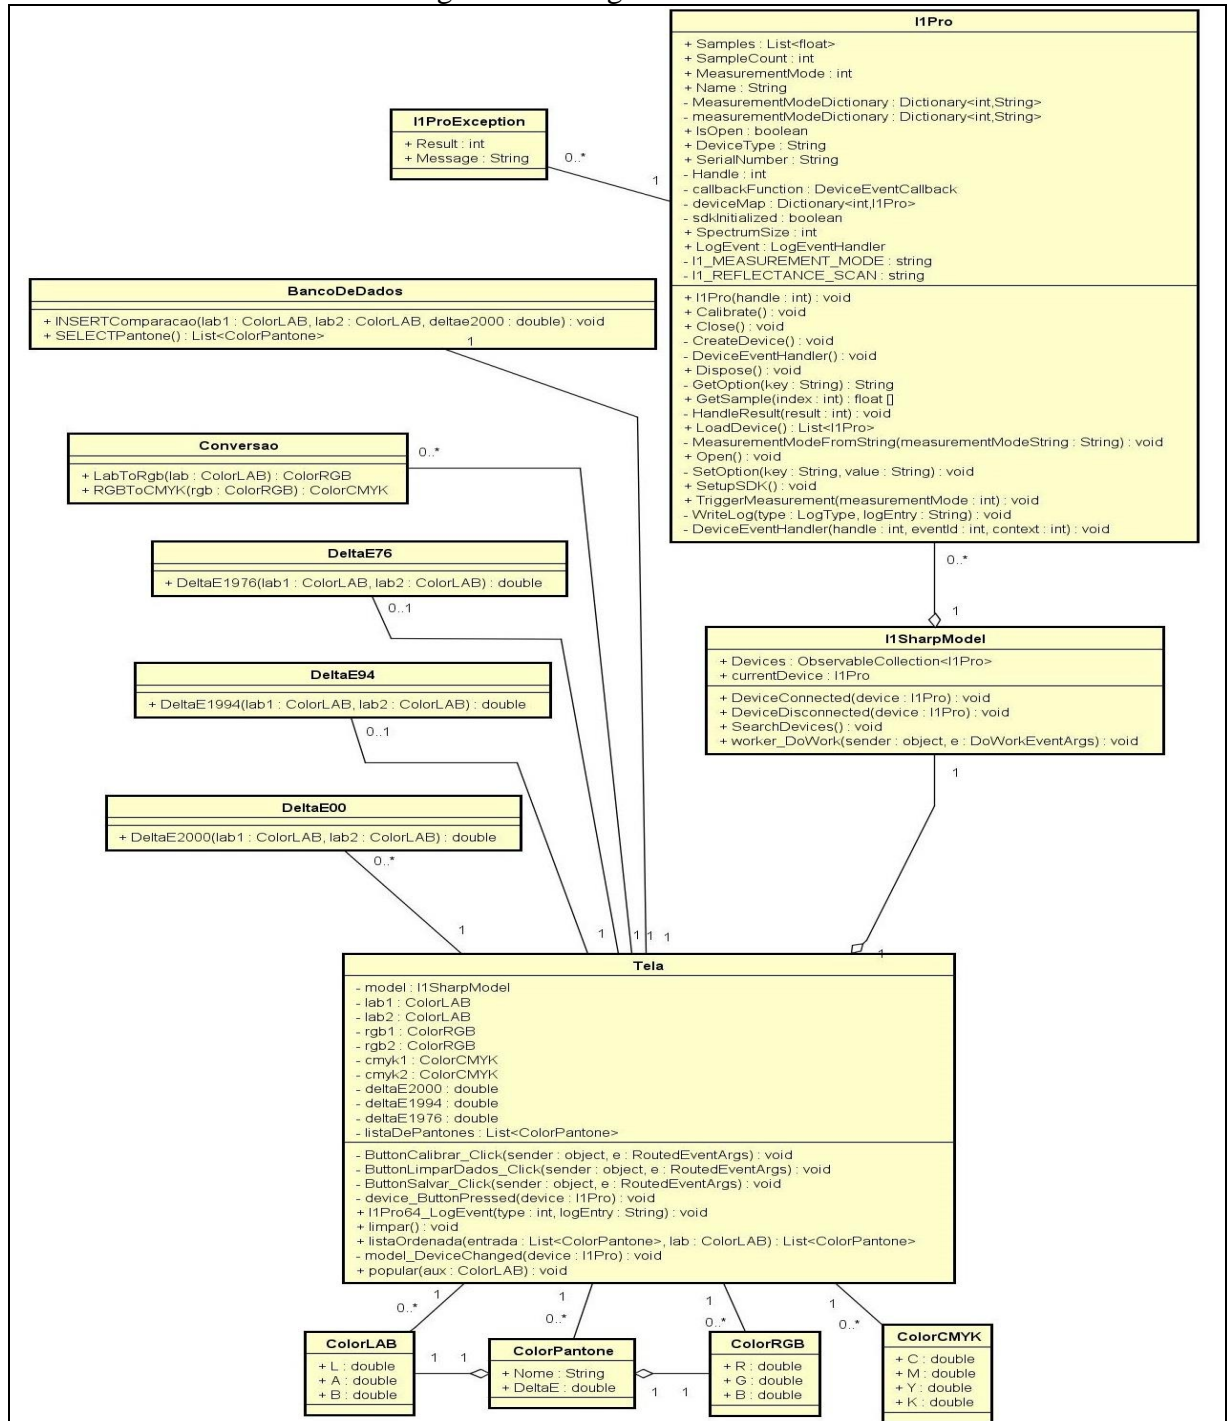 I1Pro
+ Samples : List<float>
+ SampleCount : int
+ MeasurementMode : int
+ Name : String
- MeasurementModeDictionary : Dictionary<int,String>
- measurementModeDictionary : Dictionary<int,String>
+ IsOpen : boolean
+ DeviceType : String
+ SerialNumber : String
- Handle : int
- callbackFunction : DeviceEventCallback
- deviceMap : Dictionary<int,I1Pro>
- sdkInitialized : boolean
+ SpectrumSize : int
+ LogEvent : LogEventHandler
- I1_MEASUREMENT_MODE : string
- I1_REFLECTANCE_SCAN : string
+ I1Pro(handle : int) : void
+ Calibrate() : void
+ Close() : void
- CreateDevice() : void
- DeviceEventHandler() : void
+ Dispose() : void
- GetOption(key : String) : String
+ GetSample(index : int) : float []
- HandleResult(result : int) : void
+ LoadDevice() : List<I1Pro>
- MeasurementModeFromString(measurementModeString : String) : void
+ Open() : void
- SetOption(key : String, value : String) : void
+ SetupSDK() : void
+ TriggerMeasurement(measurementMode : int) : void
- WriteLog(type : LogType, logEntry : String) : void
- DeviceEventHandler(handle : int, eventId : int, context : int) : void
I1ProException
+ Result : int
+ Message : String
0..*
1
BancoDeDados
+ INSERTComparacao(lab1 : ColorLAB, lab2 : ColorLAB, deltae2000 : double) : void
+ SELECTPantone() : List<ColorPantone>
1
Conversao
+ LabToRgb(lab : ColorLAB) : ColorRGB
+ RGBToCMYK(rgb : ColorRGB) : ColorCMYK
0..*
DeltaE76
+ DeltaE1976(lab1 : ColorLAB, lab2 : ColorLAB) : double
0..1
0..*
1
I1SharpModel
+ Devices : ObservableCollection<I1Pro>
+ currentDevice : I1Pro
+ DeviceConnected(device : I1Pro) : void
+ DeviceDisconnected(device : I1Pro) : void
+ SearchDevices() : void
+ worker_DoWork(sender : object, e : DoWorkEventArgs) : void
1
DeltaE94
+ DeltaE1994(lab1 : ColorLAB, lab2 : ColorLAB) : double
0..1
DeltaE00
+ DeltaE2000(lab1 : ColorLAB, lab2 : ColorLAB) : double
0..*
1
1
1
1
1
1
Tela
- model : I1SharpModel
- lab1 : ColorLAB
- lab2 : ColorLAB
- rgb1 : ColorRGB
- rgb2 : ColorRGB
- cmyk1 : ColorCMYK
- cmyk2 : ColorCMYK
- deltaE2000 : double
- deltaE1994 : double
- deltaE1976 : double
- listaDePantones : List<ColorPantone>
- ButtonCalibrar_Click(sender : object, e : RoutedEventArgs) : void
- ButtonLimparDados_Click(sender : object, e : RoutedEventArgs) : void
- ButtonSalvar_Click(sender : object, e : RoutedEventArgs) : void
- device_ButtonPressed(device : I1Pro) : void
+ I1Pro64_LogEvent(type : int, logEntry : String) : void
+ limpar() : void
+ listaOrdenada(entrada : List<ColorPantone>, lab : ColorLAB) : List<ColorPantone>
- model_DeviceChanged(device : I1Pro) : void
+ popular(aux : ColorLAB) : void
1
1
1
1
0..*
0..*
0..*
0..*
ColorLAB
+ L : double
+ A : double
+ B : double
1
1
ColorPantone
+ Nome : String
+ DeltaE : double
1
1
ColorRGB
+ R : double
+ G : double
+ B : double
ColorCMYK
+ C : double
+ M : double
+ Y : double
+ K : double